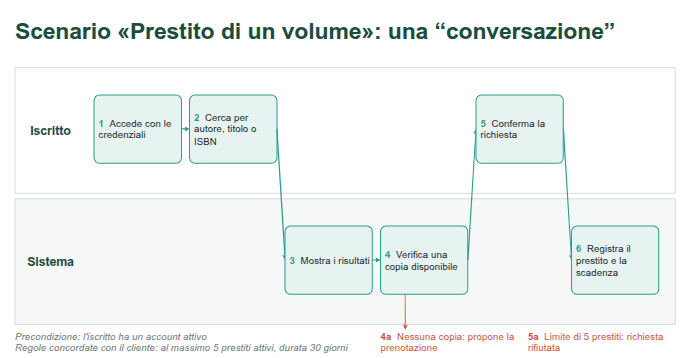 Scenario «Prestito di un volume»: una “conversazione”
Iscritto
1 Accede con le
credenziali
2 Cerca per
autore, titolo o
ISBN
5 Conferma la
richiesta
Sistema
3 Mostra i risultati
4 Verifica una
copia disponibile
6 Registra il
prestito e la
scadenza
Precondizione: l'iscritto ha un account attivo
Regole concordate con il cliente: al massimo 5 prestiti attivi, durata 30 giorni
4a Nessuna copia: propone la
prenotazione
5a Limite di 5 prestiti: richiesta
rifiutata